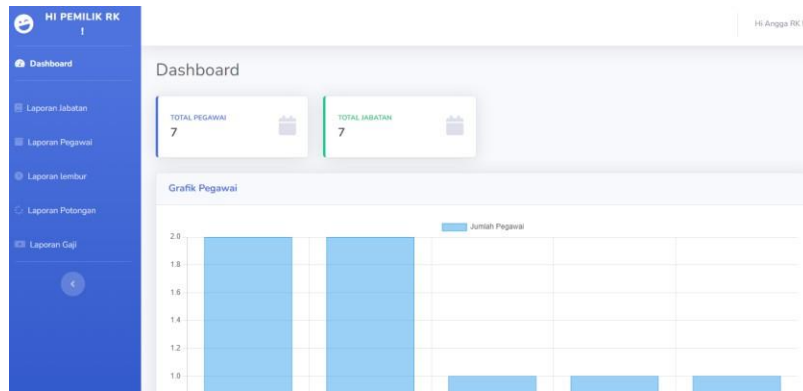 HI PEMILIK RK
!
Hi Angga RK
Dashboard
Dashboard
TOTAL PEGAWAI
7
TOTAL JABATAN
7
Laporan Jabatan
Laporan Pegawai
Laporan lembur
Laporan Potongan
Laporan Gaji
Grafik Pegawai
Jumlah Pegawai
2.0
1.8
1.6
1.4
1.2
1.0